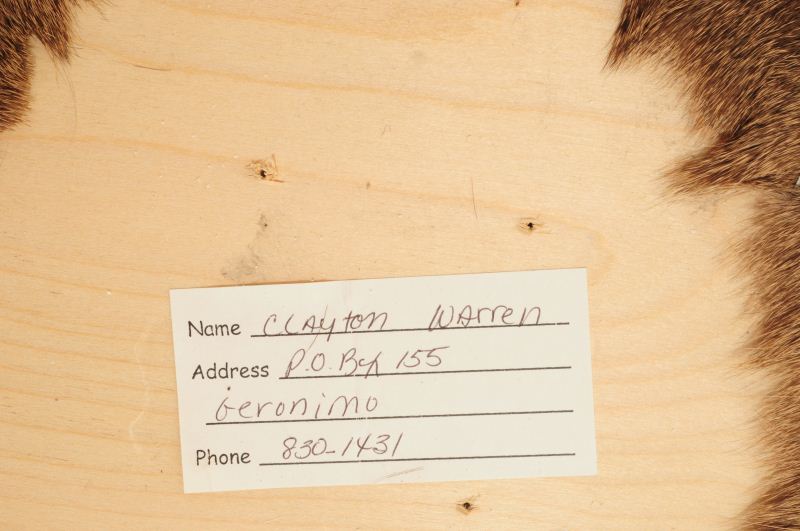 Name CLAyton WArren
Address P.O. Box 155
Geronimo
Phone 830-1431